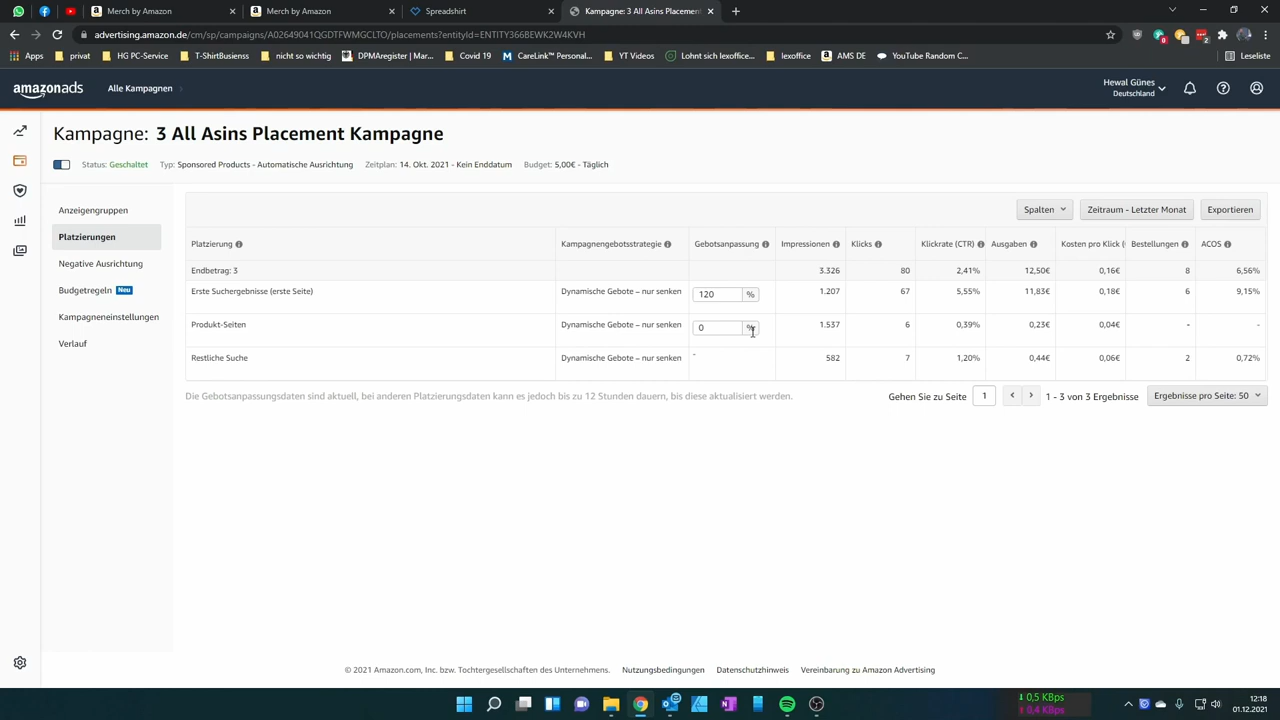 Merch by Amazon
Merch by Amazon
Spreadshirt
Kampagne: 3 All Asins Placement
advertising.amazon.de/cm/sp/campaigns/A02649041QGDTFWMGCLTO/placements?entityId=ENTITY366BEWK2W4KVH
Apps privat HG PC-Service T-ShirtBusienss nicht so wichtig DPMAregister | Mar... Covid 19 CareLink™ Personal... YT Videos Lohnt sich lexoffice... lexoffice AMS DE YouTube Random C... Leseliste
amazonads Alle Kampagnen
Hewal Günes
Deutschland
Kampagne: 3 All Asins Placement Kampagne
Status: Geschaltet Typ: Sponsored Products - Automatische Ausrichtung Zeitplan: 14. Okt. 2021 - Kein Enddatum Budget: 5,00€ - Täglich
Anzeigengruppen
Platzierungen
Negative Ausrichtung
Budgetregeln Neu
Kampagneneinstellungen
Verlauf
Spalten Zeitraum - Letzter Monat Exportieren
Platzierung Kampagnengebotsstrategie Gebotsanpassung Impressionen Klicks Klickrate (CTR) Ausgaben Kosten pro Klick ( Bestellungen ACOS
Endbetrag: 3 3.326 80 2,41% 12,50€ 0,16€ 8 6,56%
Erste Suchergebnisse (erste Seite) Dynamische Gebote – nur senken 120 % 1.207 67 5,55% 11,83€ 0,18€ 6 9,15%
Produkt-Seiten Dynamische Gebote – nur senken 0 % 1.537 6 0,39% 0,23€ 0,04€ - -
Restliche Suche Dynamische Gebote – nur senken - 582 7 1,20% 0,44€ 0,06€ 2 0,72%
Die Gebotsanpassungsdaten sind aktuell, bei anderen Platzierungsdaten kann es jedoch bis zu 12 Stunden dauern, bis diese aktualisiert werden.
Gehen Sie zu Seite 1 1 - 3 von 3 Ergebnisse Ergebnisse pro Seite: 50
© 2021 Amazon.com, Inc. bzw. Tochtergesellschaften des Unternehmens. Nutzungsbedingungen Datenschutzhinweis Vereinbarung zu Amazon Advertising
↓ 0,5 KBps
↑ 0,4 KBps
12:18
01.12.2021